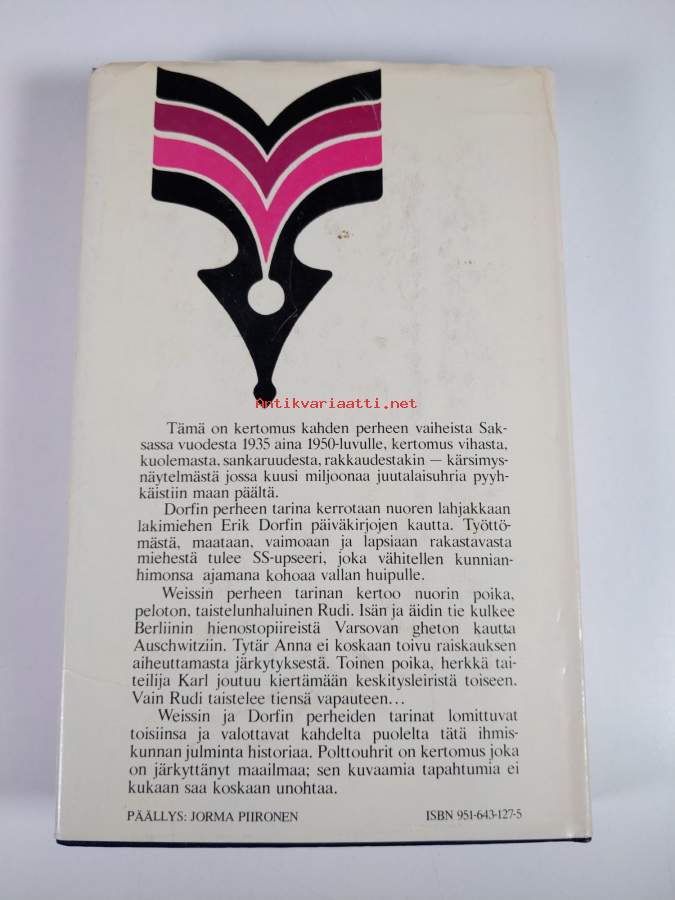 Antikvariaatti.net
Tämä on kertomus kahden perheen vaiheista Sak-
sassa vuodesta 1935 aina 1950-luvulle, kertomus vihasta,
kuolemasta, sankaruudesta, rakkaudestakin — kärsimys-
näytelmästä jossa kuusi miljoonaa juutalaisuhria pyyh-
käistiin maan päältä.
Dorfin perheen tarina kerrotaan nuoren lahjakkaan
lakimiehen Erik Dorfin päiväkirjojen kautta. Työttö-
mästä, maataan, vaimoaan ja lapsiaan rakastavasta
miehestä tulee SS-upseeri, joka vähitellen kunnian-
himonsa ajamana kohoaa vallan huipulle.
Weissin perheen tarinan kertoo nuorin poika,
peloton, taistelunhaluinen Rudi. Isän ja äidin tie kulkee
Berliinin hienostopiireistä Varsovan gheton kautta
Auschwitziin. Tytär Anna ei koskaan toivu raiskauksen
aiheuttamasta järkytyksestä. Toinen poika, herkkä tai-
teilija Karl joutuu kiertämään keskitysleiristä toiseen.
Vain Rudi taistelee tiensä vapauteen...
Weissin ja Dorfin perheiden tarinat lomittuvat
toisiinsa ja valottavat kahdelta puolelta tätä ihmis-
kunnan julminta historiaa. Polttouhrit on kertomus joka
on järkyttänyt maailmaa; sen kuvaamia tapahtumia ei
kukaan saa koskaan unohtaa.
PÄÄLLYS: JORMA PIIRONEN
ISBN 951-643-127-5